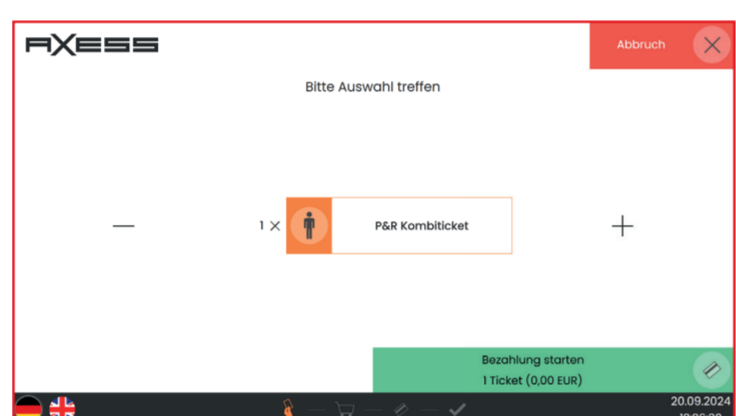 AXESS
Abbruch
Bitte Auswahl treffen
1 ×
P&R Kombiticket
Bezahlung starten
1 Ticket (0,00 EUR)
20.09.2024